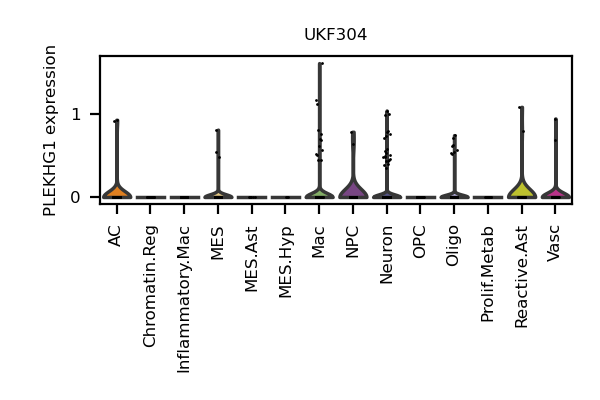 UKF304
PLEKHG1 expression
1
0
AC
Chromatin.Reg
Inflammatory.Mac
MES
MES.Ast
MES.Hyp
Mac
NPC
Neuron
OPC
Oligo
Prolif.Metab
Reactive.Ast
Vasc